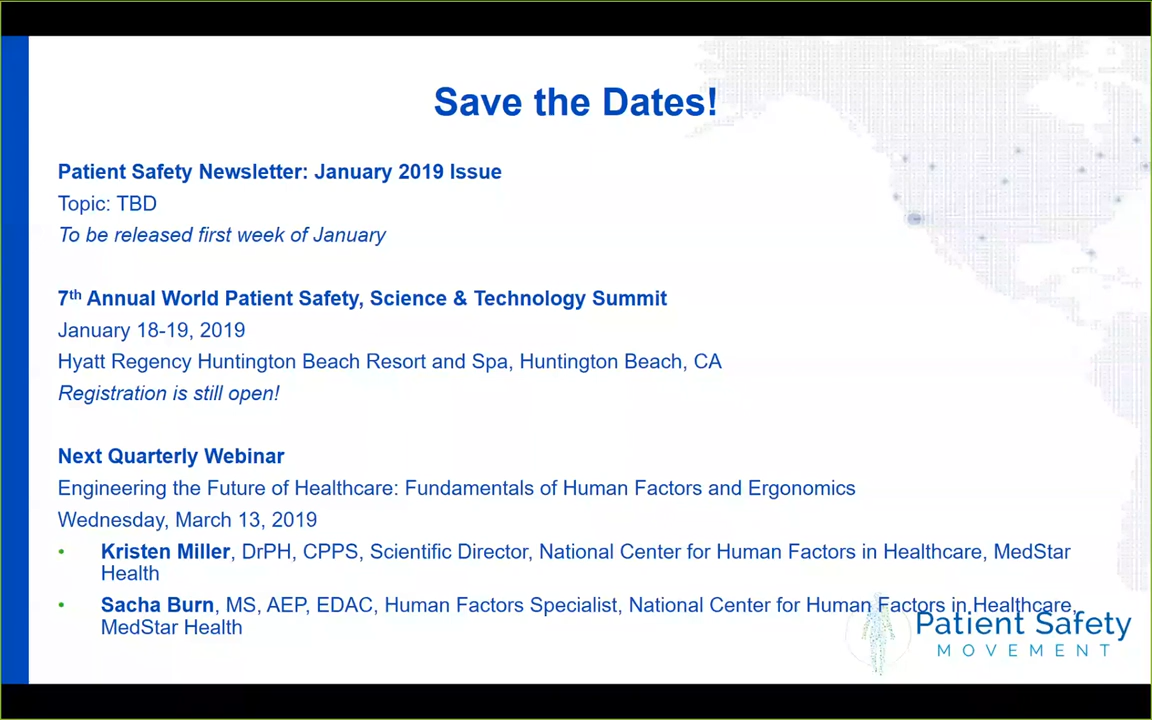 Save the Dates!
Patient Safety Newsletter: January 2019 Issue
Topic: TBD
To be released first week of January
7th Annual World Patient Safety, Science & Technology Summit
January 18-19, 2019
Hyatt Regency Huntington Beach Resort and Spa, Huntington Beach, CA
Registration is still open!
Next Quarterly Webinar
Engineering the Future of Healthcare: Fundamentals of Human Factors and Ergonomics
Wednesday, March 13, 2019
• Kristen Miller, DrPH, CPPS, Scientific Director, National Center for Human Factors in Healthcare, MedStar
Health
• Sacha Burn, MS, AEP, EDAC, Human Factors Specialist, National Center for Human Factors in Healthcare,
MedStar Health
Patient Safety
MOVEMENT